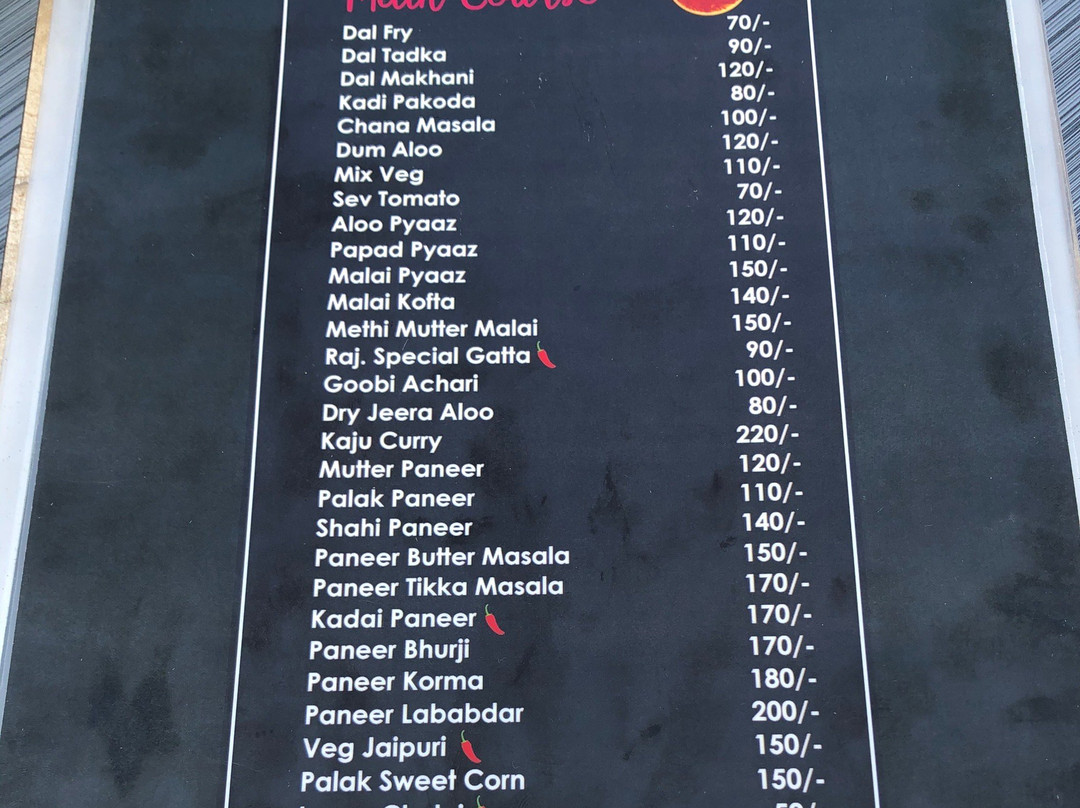 Main Course
Dal Fry 70/-
Dal Tadka 90/-
Dal Makhani 120/-
Kadi Pakoda 80/-
Chana Masala 100/-
Dum Aloo 120/-
Mix Veg 110/-
Sev Tomato 70/-
Aloo Pyaaz 120/-
Papad Pyaaz 110/-
Malai Pyaaz 150/-
Malai Kofta 140/-
Methi Mutter Malai 150/-
Raj. Special Gatta 90/-
Goobi Achari 100/-
Dry Jeera Aloo 80/-
Kaju Curry 220/-
Mutter Paneer 120/-
Palak Paneer 110/-
Shahi Paneer 140/-
Paneer Butter Masala 150/-
Paneer Tikka Masala 170/-
Kadai Paneer 170/-
Paneer Bhurji 170/-
Paneer Korma 180/-
Paneer Lababdar 200/-
Veg Jaipuri 150/-
Palak Sweet Corn 150/-